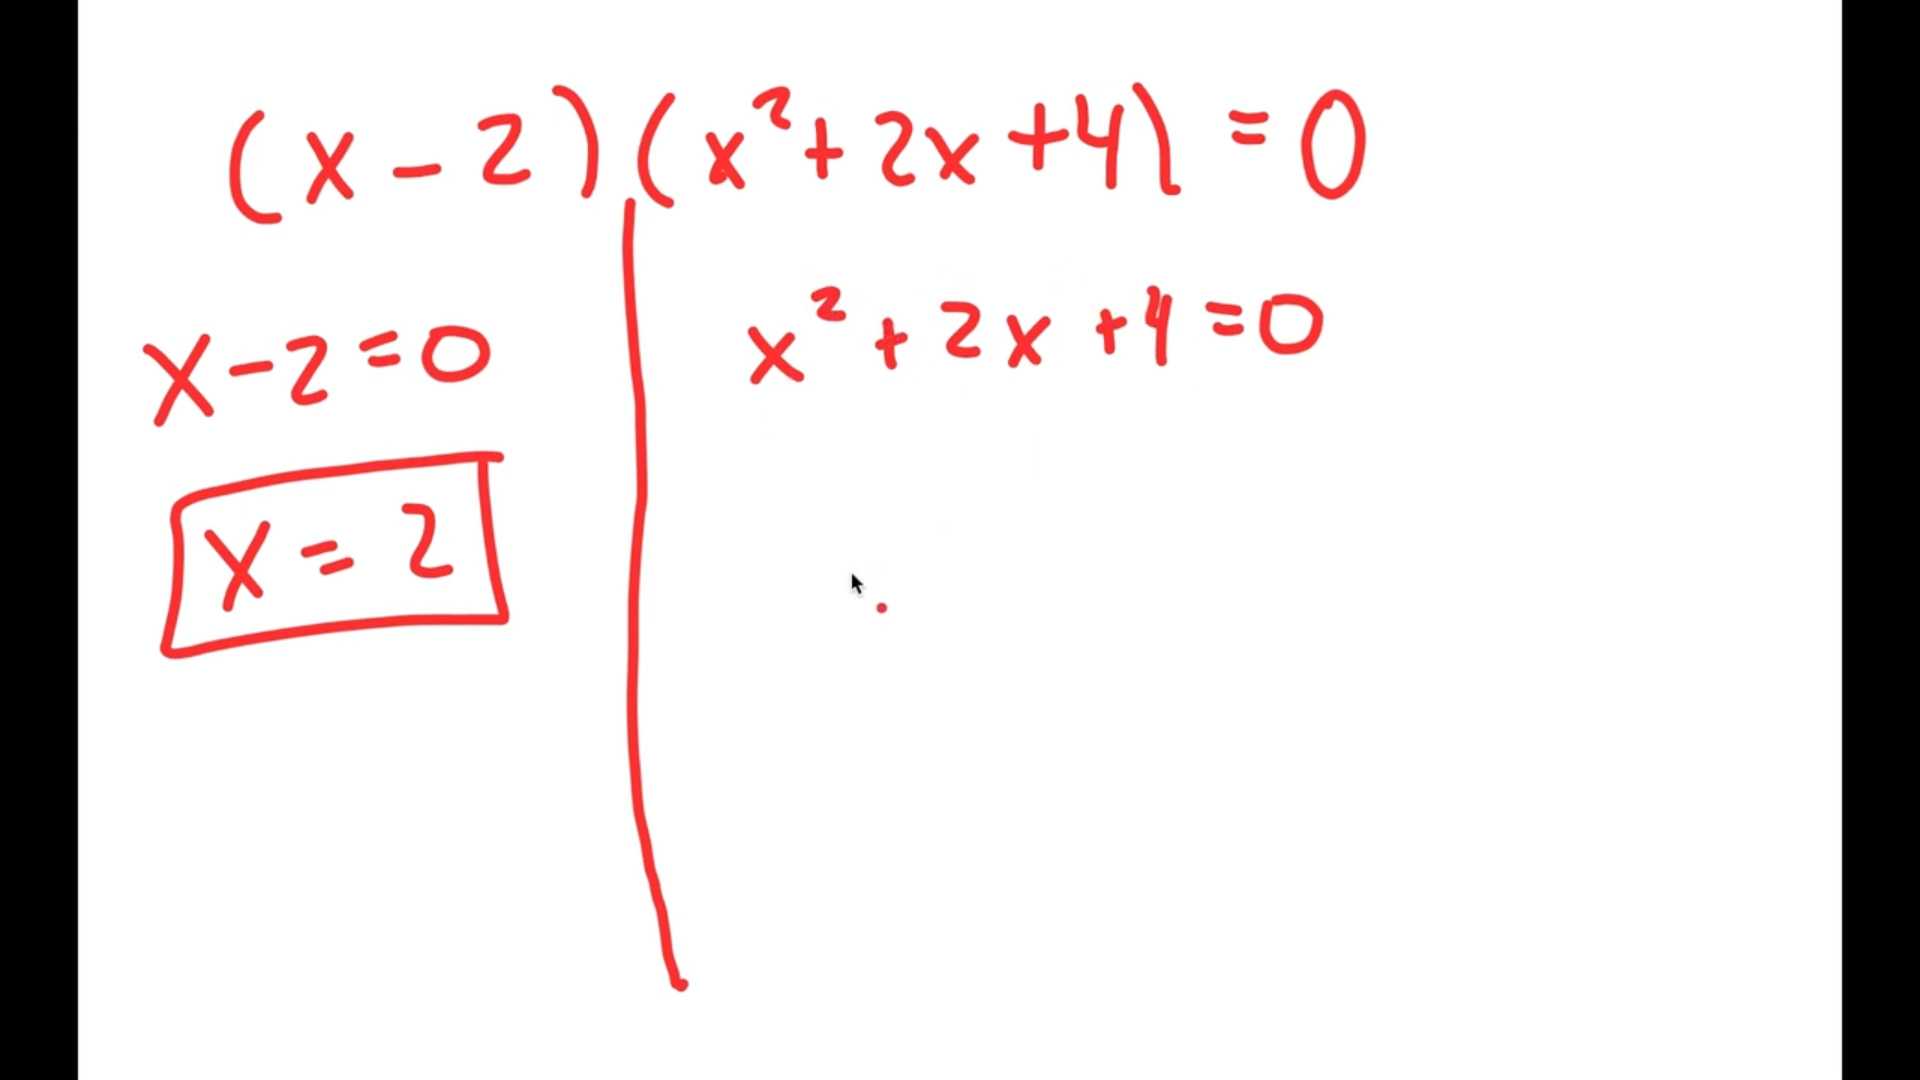 (x - 2)(x² + 2x + 4) = 0
x - 2 = 0
x = 2
x² + 2x + 4 = 0